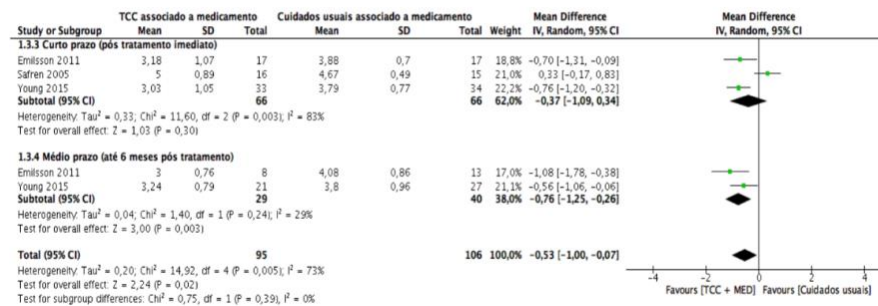 TCC associado a medicamento Cuidados usuais associado a medicamento Mean Difference Mean Difference
Study or Subgroup Mean SD Total Mean SD Total Weight IV, Random, 95% CI IV, Random, 95% CI
1.3.3 Curto prazo (pós tratamento imediato)
Emilsson 2011 3,18 1,07 17 3,88 0,7 17 18,8% -0,70 [-1,31, -0,09]
Safren 2005 5 0,89 16 4,67 0,49 15 21,0% 0,33 [-0,17, 0,83]
Young 2015 3,03 1,05 33 3,79 0,77 34 22,2% -0,76 [-1,20, -0,32]
Subtotal (95% CI) 66 66 62,0% -0,37 [-1,09, 0,34]
Heterogeneity: Tau² = 0,33; Chi² = 11,60, df = 2 (P = 0,003); I² = 83%
Test for overall effect: Z = 1,03 (P = 0,30)
1.3.4 Médio prazo (até 6 meses pós tratamento)
Emilsson 2011 3 0,76 8 4,08 0,86 13 17,0% -1,08 [-1,78, -0,38]
Young 2015 3,24 0,79 21 3,8 0,96 27 21,1% -0,56 [-1,06, -0,06]
Subtotal (95% CI) 29 40 38,0% -0,76 [-1,25, -0,26]
Heterogeneity: Tau² = 0,04; Chi² = 1,40, df = 1 (P = 0,24); I² = 29%
Test for overall effect: Z = 3,00 (P = 0,003)
Total (95% CI) 95 106 100,0% -0,53 [-1,00, -0,07]
Heterogeneity: Tau² = 0,20; Chi² = 14,92, df = 4 (P = 0,005); I² = 73%
Test for overall effect: Z = 2,24 (P = 0,02)
Test for subgroup differences: Chi² = 0,75, df = 1 (P = 0,39), I² = 0%
-4 -2 0 2 4
Favours [TCC + MED] Favours [Cuidados usuais]